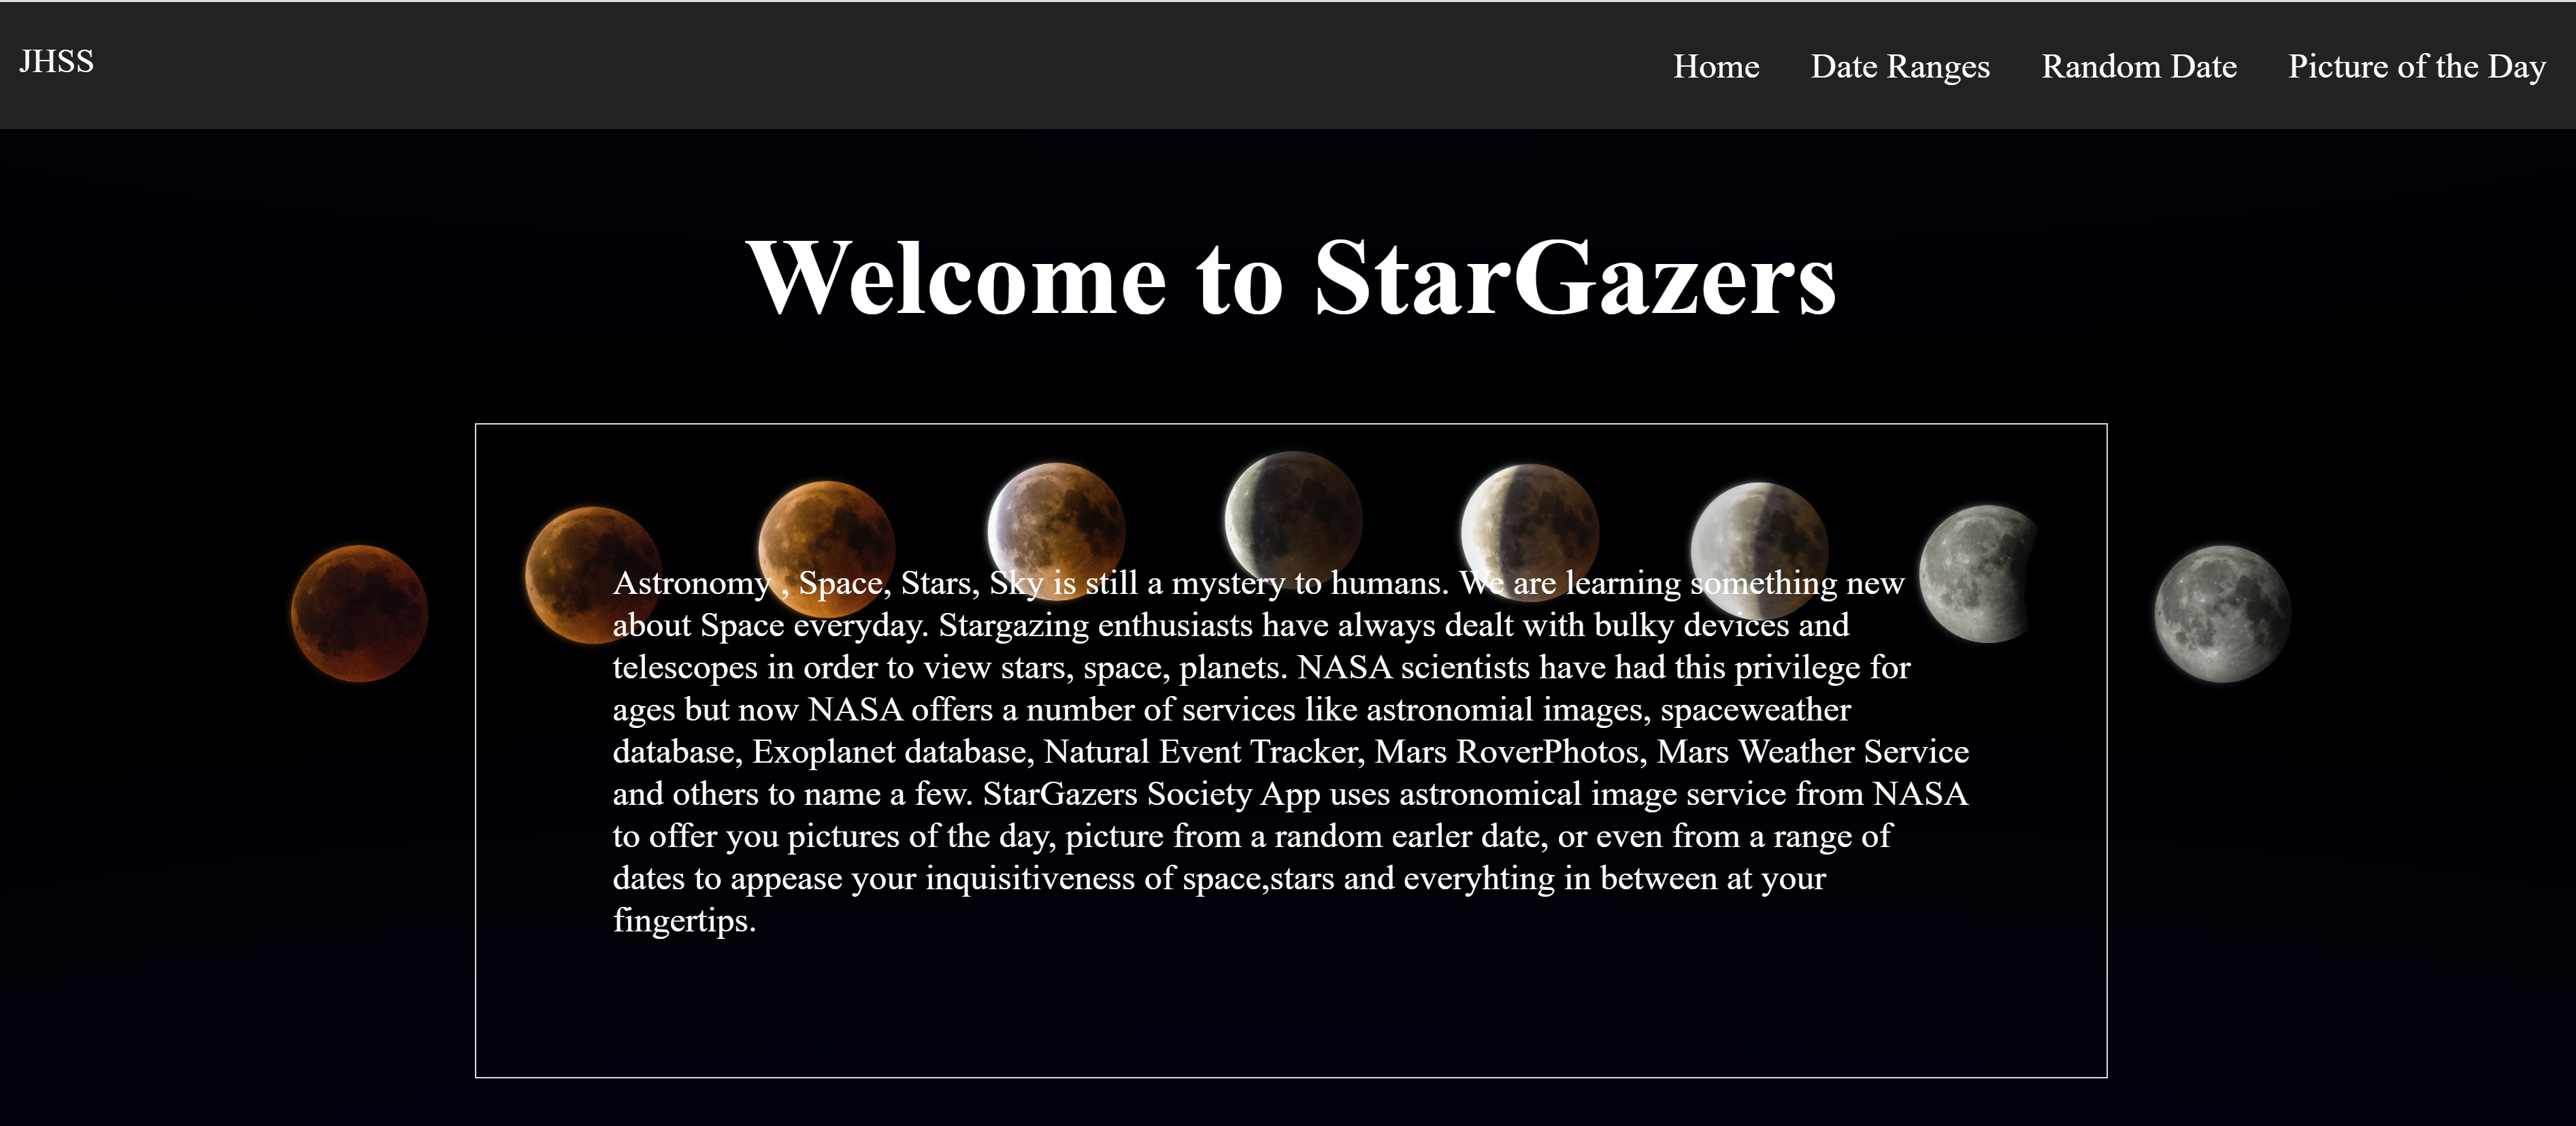 JHSS
Home Date Ranges Random Date Picture of the Day
Welcome to StarGazers
Astronomy , Space, Stars, Sky is still a mystery to humans. We are learning something new
about Space everyday. Stargazing enthusiasts have always dealt with bulky devices and
telescopes in order to view stars, space, planets. NASA scientists have had this privilege for
ages but now NASA offers a number of services like astronomial images, spaceweather
database, Exoplanet database, Natural Event Tracker, Mars RoverPhotos, Mars Weather Service
and others to name a few. StarGazers Society App uses astronomical image service from NASA
to offer you pictures of the day, picture from a random earler date, or even from a range of
dates to appease your inquisitiveness of space,stars and everyhting in between at your
fingertips.